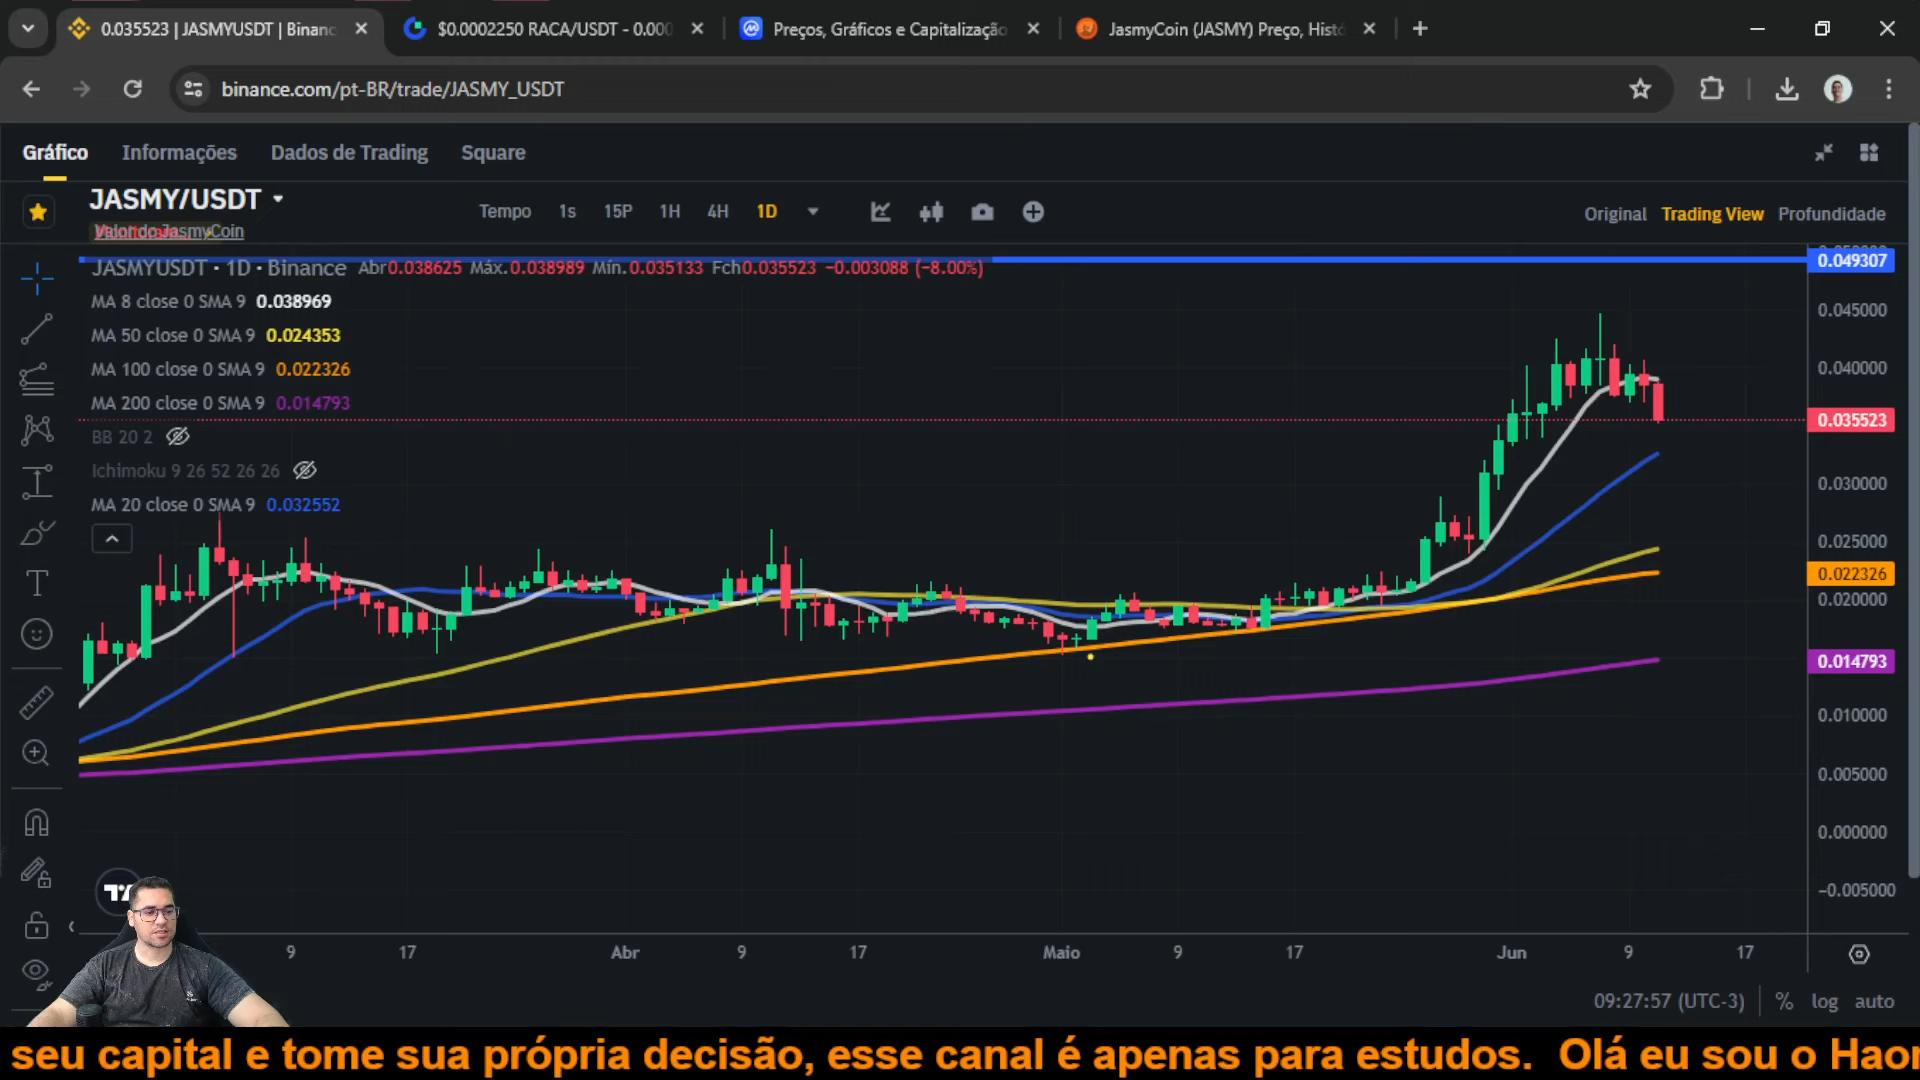 0.035523 | JASMYUSDT | Binanc
$0.0002250 RACA/USDT - 0.000
Preços, Gráficos e Capitalização
JasmyCoin (JASMY) Preço, Histó
binance.com/pt-BR/trade/JASMY_USDT
Gráfico Informações Dados de Trading Square
JASMY/USDT
Tempo 1s 15P 1H 4H 1D
Original Trading View Profundidade
JasmyCoin
JASMYUSDT · 1D · Binance Abr0.038625 Máx.0.038989 Mín.0.035133 Fch0.035523 −0.003088 (−8.00%)
0.049307
MA 8 close 0 SMA 9 0.038969
0.045000
MA 50 close 0 SMA 9 0.024353
MA 100 close 0 SMA 9 0.022326
0.040000
MA 200 close 0 SMA 9 0.014793
0.035523
BB 20 2
Ichimoku 9 26 52 26 26
0.030000
MA 20 close 0 SMA 9 0.032552
0.025000
0.022326
0.020000
0.014793
0.010000
0.005000
0.000000
−0.005000
9 17 Abr 9 17 Maio 9 17 Jun 9 17
09:27:57 (UTC-3) % log auto
seu capital e tome sua própria decisão, esse canal é apenas para estudos. Olá eu sou o Haor